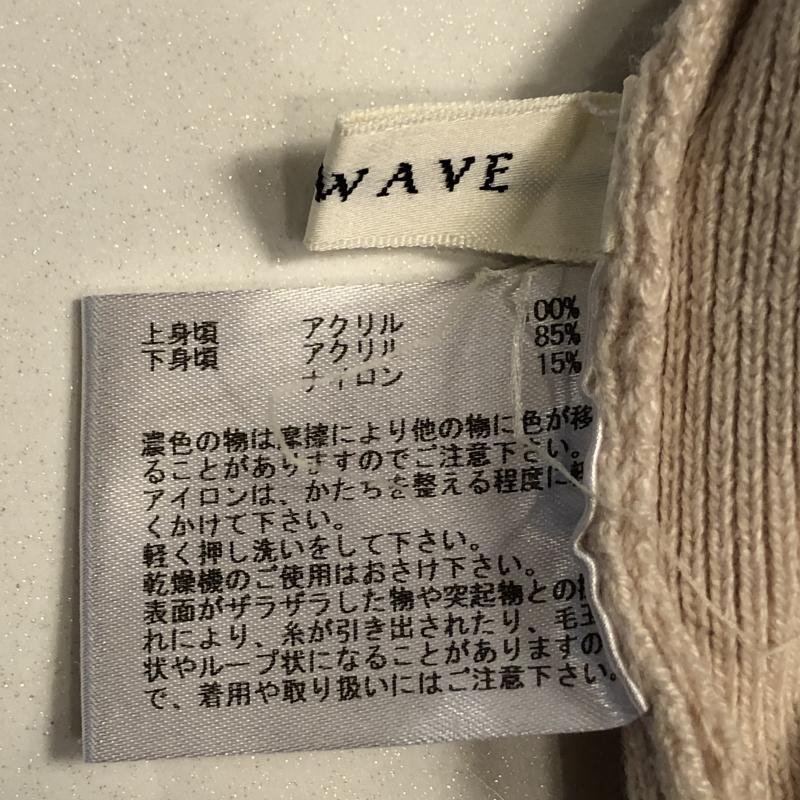 WAVE
上身頃 アクリル 100%
下身頃 アクリル 85%
ナイロン 15%
濃色の物は摩擦により他の物に色が移
ることがありますのでご注意下さい。
アイロンは、かたちを整える程度に軽
くかけて下さい。
軽く押し洗いをして下さい。
乾燥機のご使用はおさけ下さい。
表面がザラザラした物や突起物との
れにより、糸が引き出されたり、毛玉
状やループ状になることがありますの
で、着用や取り扱いにはご注意下さい。